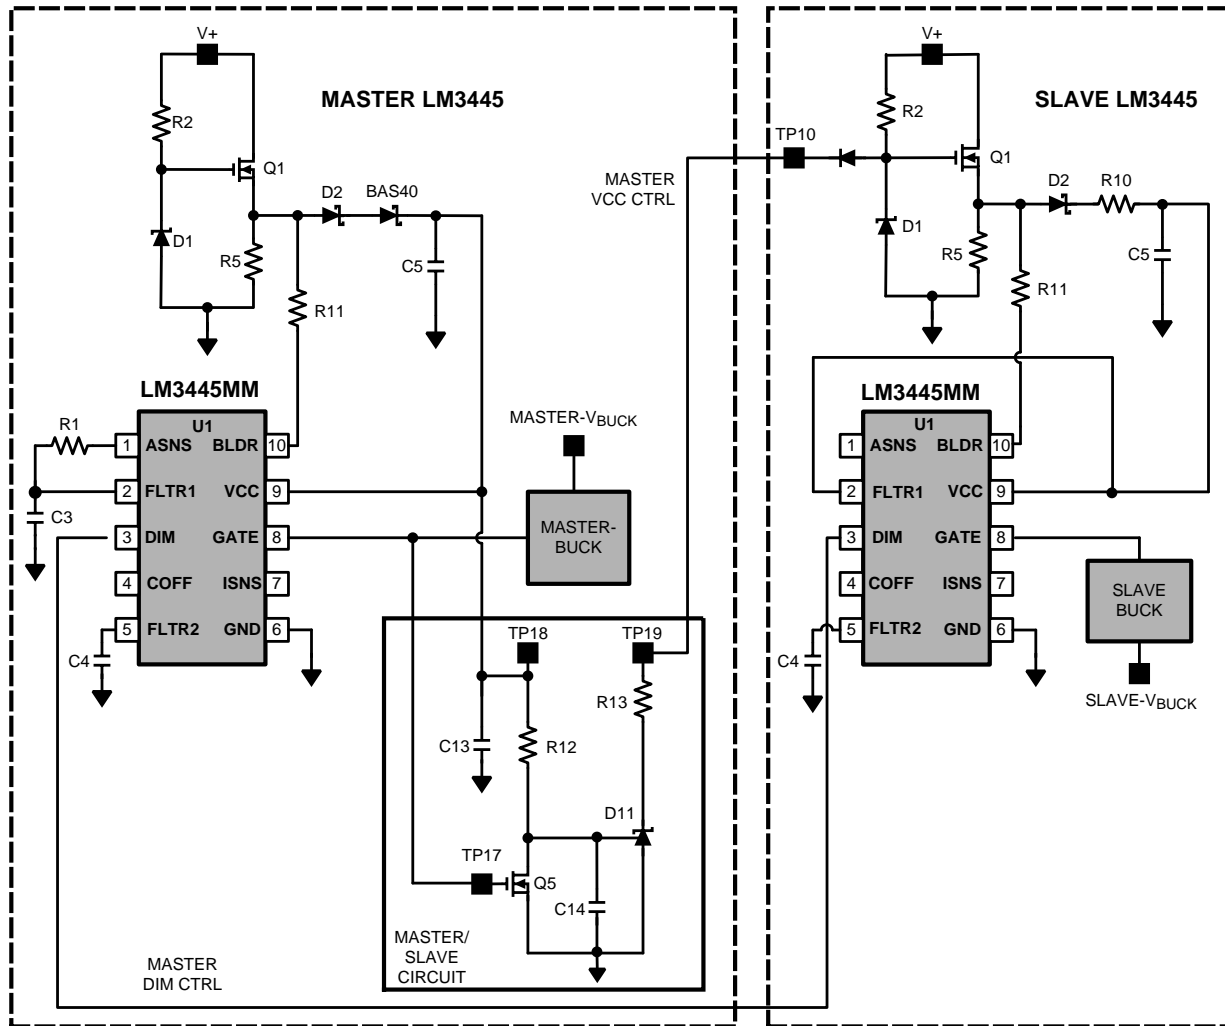 MASTER LM3445
V+
R2
Q1
D1
D2
BAS40
R5
C5
R11
LM3445MM
U1
R1
1
ASNS
BLDR
10
2
FLTR1
VCC
9
C3
3
DIM
GATE
8
4
COFF
ISNS
7
5
FLTR2
GND
6
C4
MASTER-VBUCK
MASTER-
BUCK
TP18
TP19
R13
C13
R12
D11
TP17
Q5
C14
MASTER/
SLAVE
CIRCUIT
MASTER
DIM CTRL
MASTER
VCC CTRL
SLAVE LM3445
V+
R2
TP10
Q1
D1
D2
R10
R5
C5
R11
LM3445MM
U1
1
ASNS
BLDR
10
2
FLTR1
VCC
9
3
DIM
GATE
8
4
COFF
ISNS
7
5
FLTR2
GND
6
C4
SLAVE
BUCK
SLAVE-VBUCK